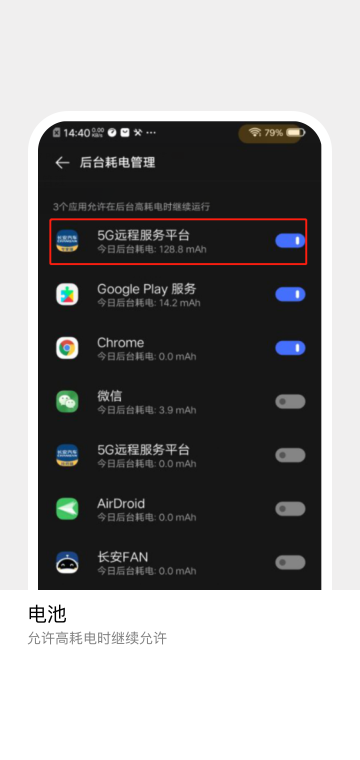 14:40
79%
后台耗电管理
3个应用允许在后台高耗电时继续运行
5G远程服务平台
今日后台耗电: 128.8 mAh
Google Play 服务
今日后台耗电: 14.2 mAh
Chrome
今日后台耗电: 0.0 mAh
微信
今日后台耗电: 3.9 mAh
5G远程服务平台
今日后台耗电: 0.0 mAh
AirDroid
今日后台耗电: 0.0 mAh
长安FAN
今日后台耗电: 0.0 mAh
电池
允许高耗电时继续允许